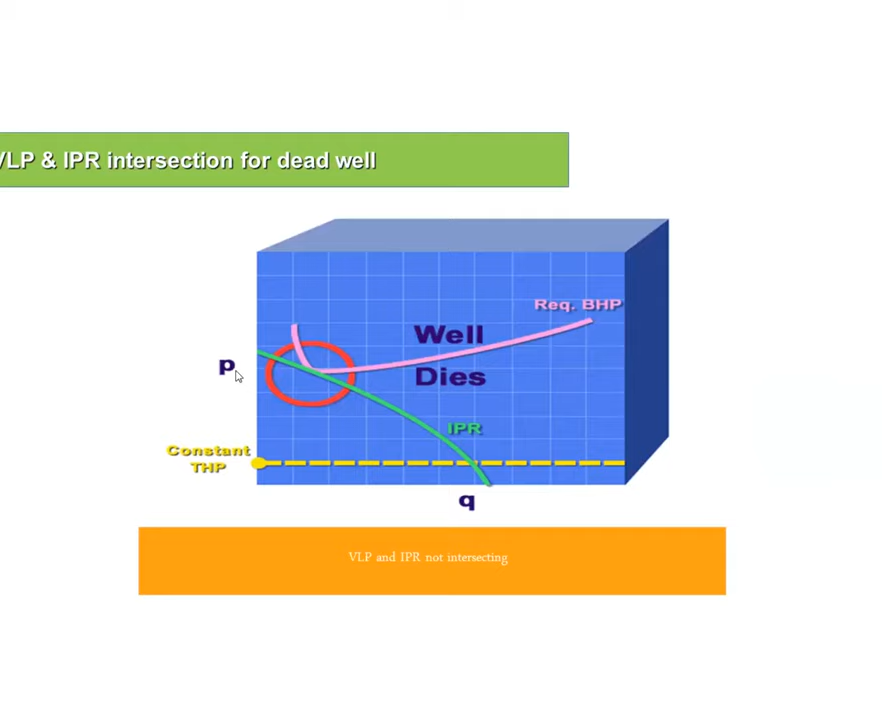 VLP & IPR intersection for dead well
Req. BHP
Well
Dies
p
IPR
Constant
THP
q
VLP and IPR not intersecting